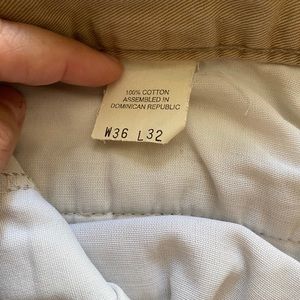 100% COTTON
ASSEMBLED IN
DOMINICAN REPUBLIC
W36 L32